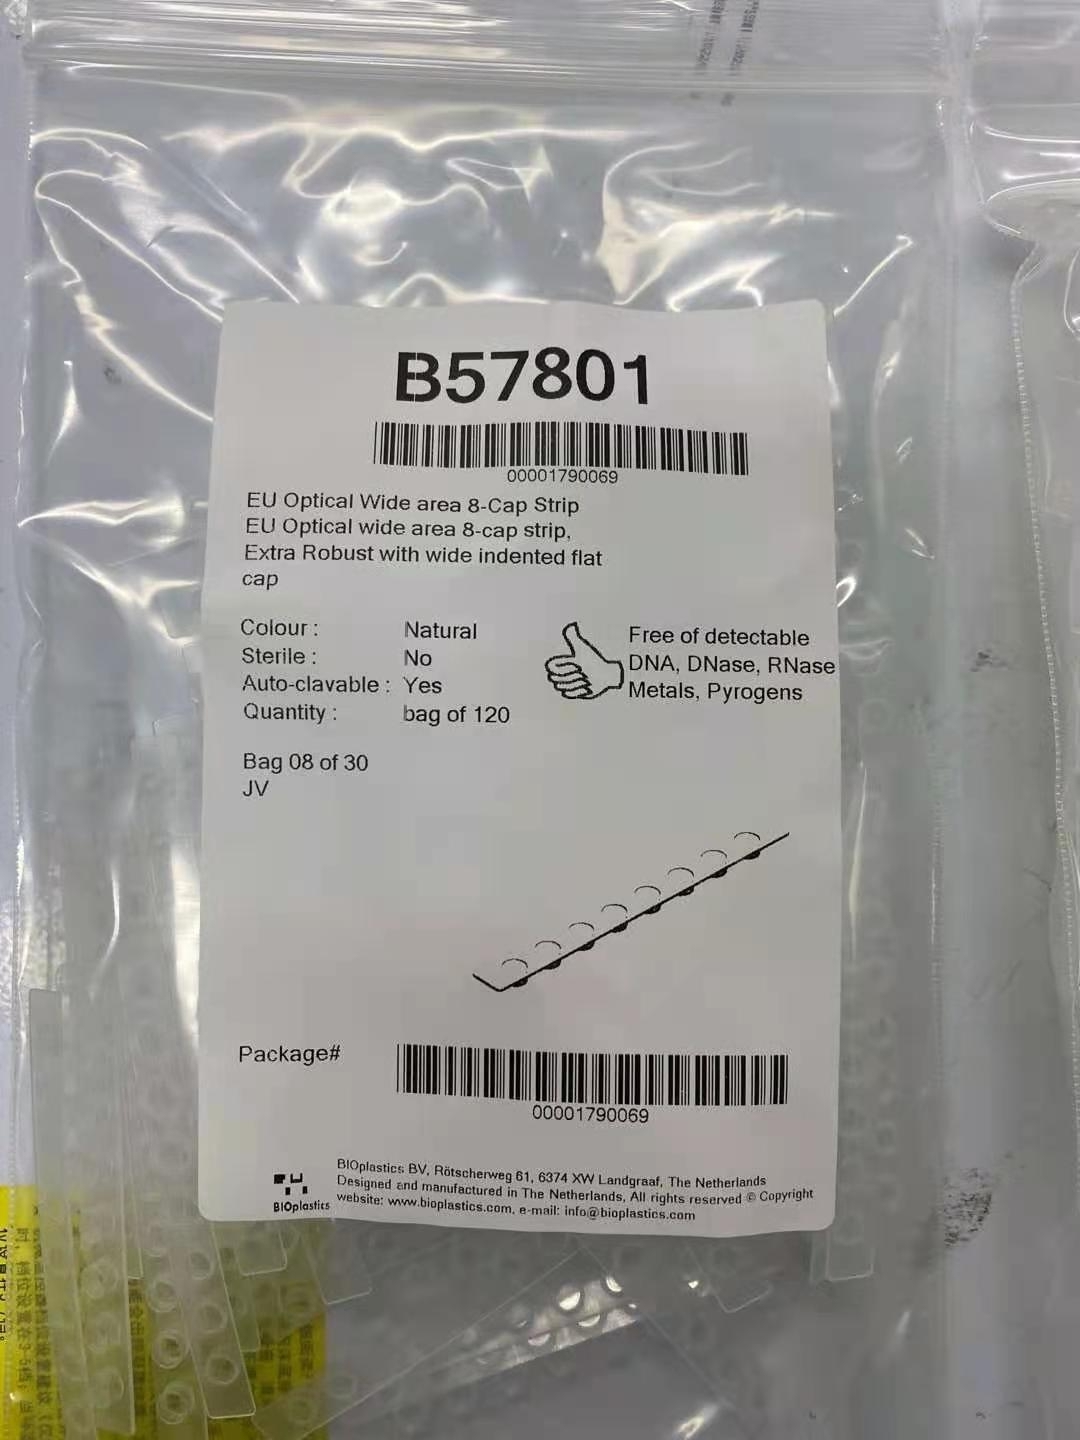 B57801
00001790069
EU Optical Wide area 8-Cap Strip
EU Optical wide area 8-cap strip,
Extra Robust with wide indented flat
cap
Colour : Natural
Sterile : No
Auto-clavable : Yes
Quantity : bag of 120
Free of detectable
DNA, DNase, RNase
Metals, Pyrogens
Bag 08 of 30
JV
Package#
00001790069
BIOplastics
BIOplastics BV, Rötscherweg 61, 6374 XW Landgraaf, The Netherlands
Designed and manufactured in The Netherlands, All rights reserved © Copyright
website: www.bioplastics.com, e-mail: info@bioplastics.com